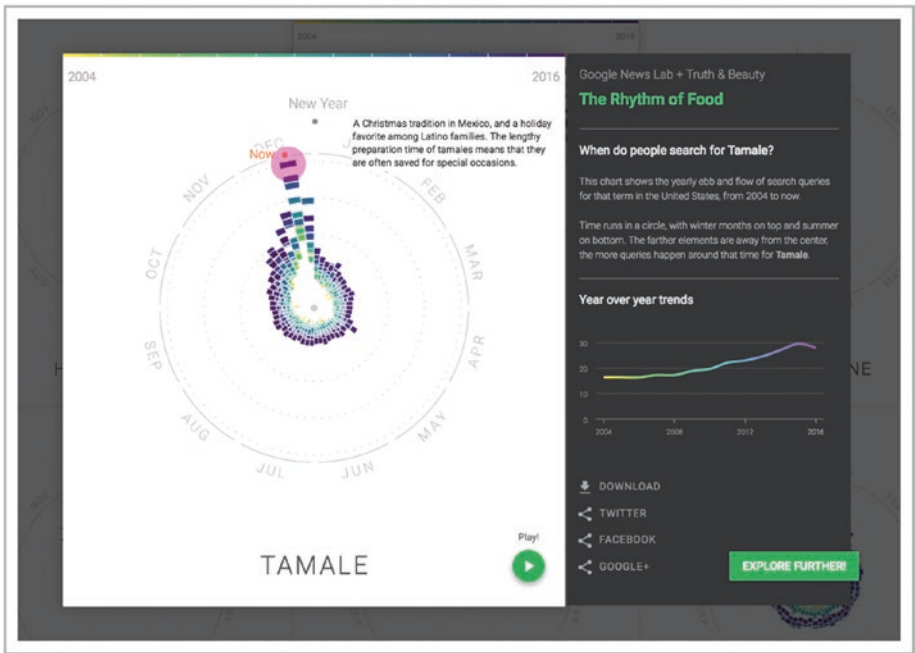 2004
2016
2004
2016
New Year
A Christmas tradition in Mexico, and a holiday
favorite among Latino families. The lengthy
preparation time of tamales means that they
are often saved for special occasions.
Now
DEC
J
FEB
MAR
APR
MAY
JUN
JUL
AUG
SEP
OCT
NOV
TAMALE
Play!
Google News Lab + Truth & Beauty
The Rhythm of Food
When do people search for Tamale?
This chart shows the yearly ebb and flow of search queries
for that term in the United States, from 2004 to now.
Time runs in a circle, with winter months on top and summer
on bottom. The farther elements are away from the center,
the more queries happen around that time for Tamale.
Year over year trends
30
20
10
0
2004
2008
2012
2016
DOWNLOAD
TWITTER
FACEBOOK
GOOGLE+
EXPLORE FURTHER!
H
NE